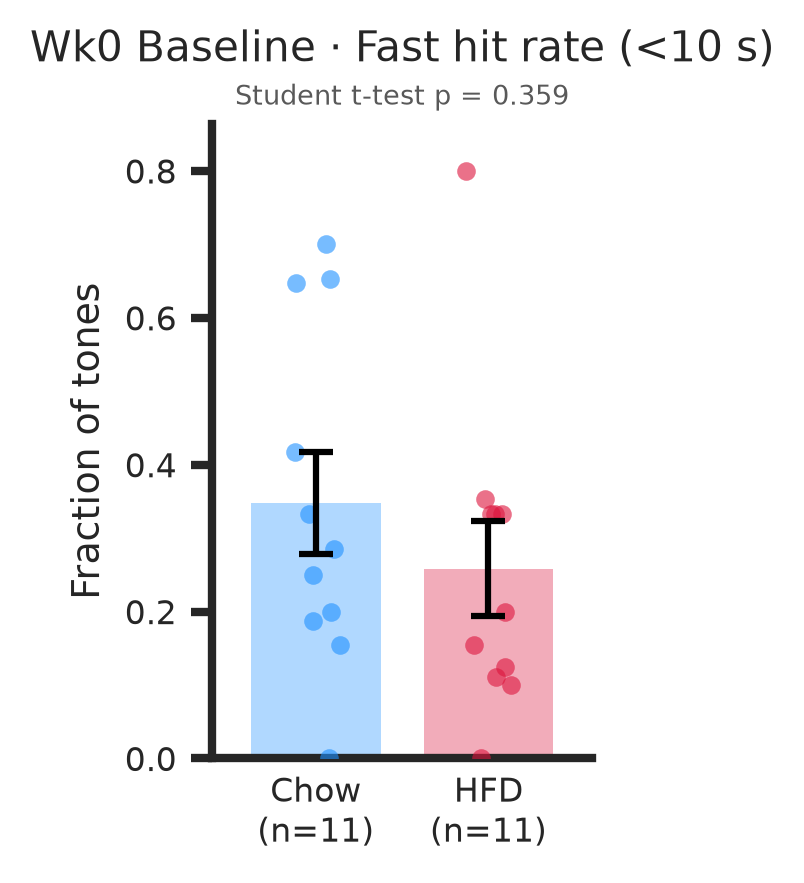 Wk0 Baseline · Fast hit rate (<10 s)
Student t-test p = 0.359
0.8
0.6
0.4
0.2
0.0
Fraction of tones
Chow
(n=11)
HFD
(n=11)